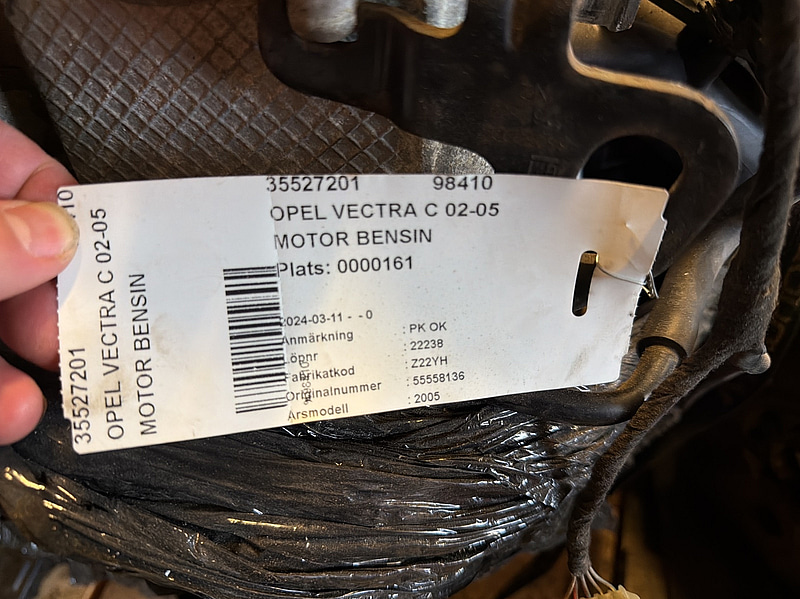 35527201 98410
OPEL VECTRA C 02-05
MOTOR BENSIN
Plats: 0000161
2024-03-11 - - 0
Anmärkning : PK OK
Löpnr : 22238
Fabrikatkod : Z22YH
Originalnummer : 55558136
Årsmodell : 2005
35527201
OPEL VECTRA C 02-05
MOTOR BENSIN